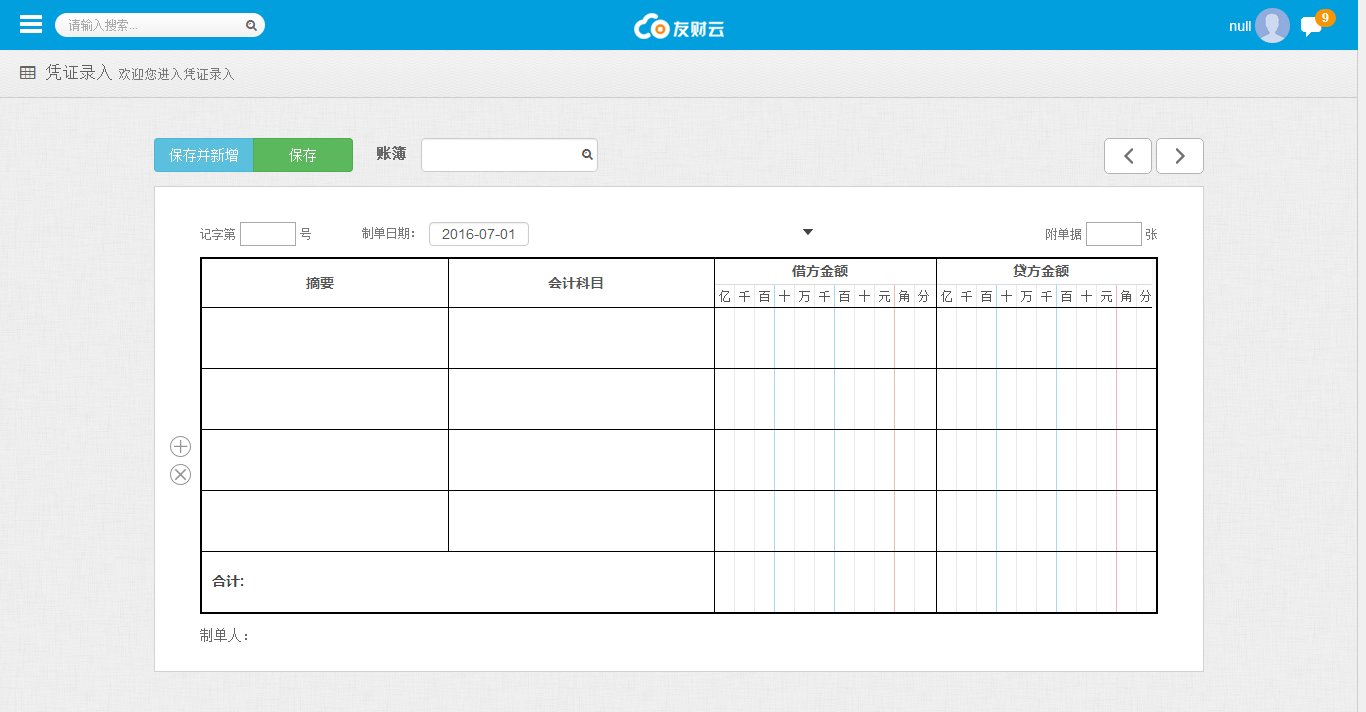 请输入搜索...
友财云
null
9
凭证录入 欢迎您进入凭证录入
保存并新增 保存 账簿
记字第 号 制单日期： 2016-07-01 附单据 张
摘要 会计科目 借方金额 贷方金额
亿 千 百 十 万 千 百 十 元 角 分 亿 千 百 十 万 千 百 十 元 角 分
合计:
制单人：